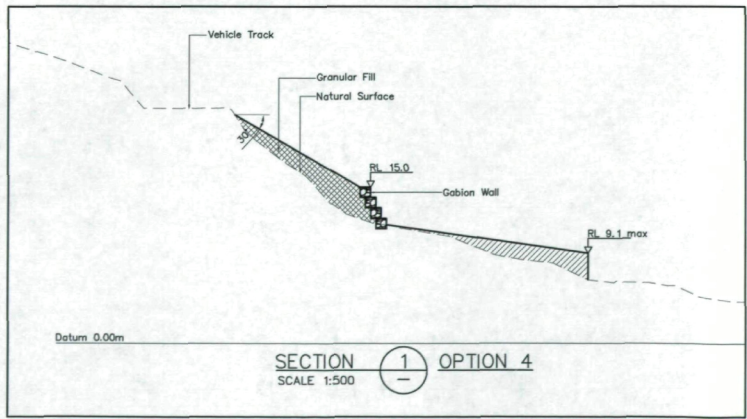 Vehicle Track
Granular Fill
Natural Surface
30°
RL 15.0
Gabion Wall
RL 9.1 max
Datum 0.00m
SECTION 1 OPTION 4
SCALE 1:500 –